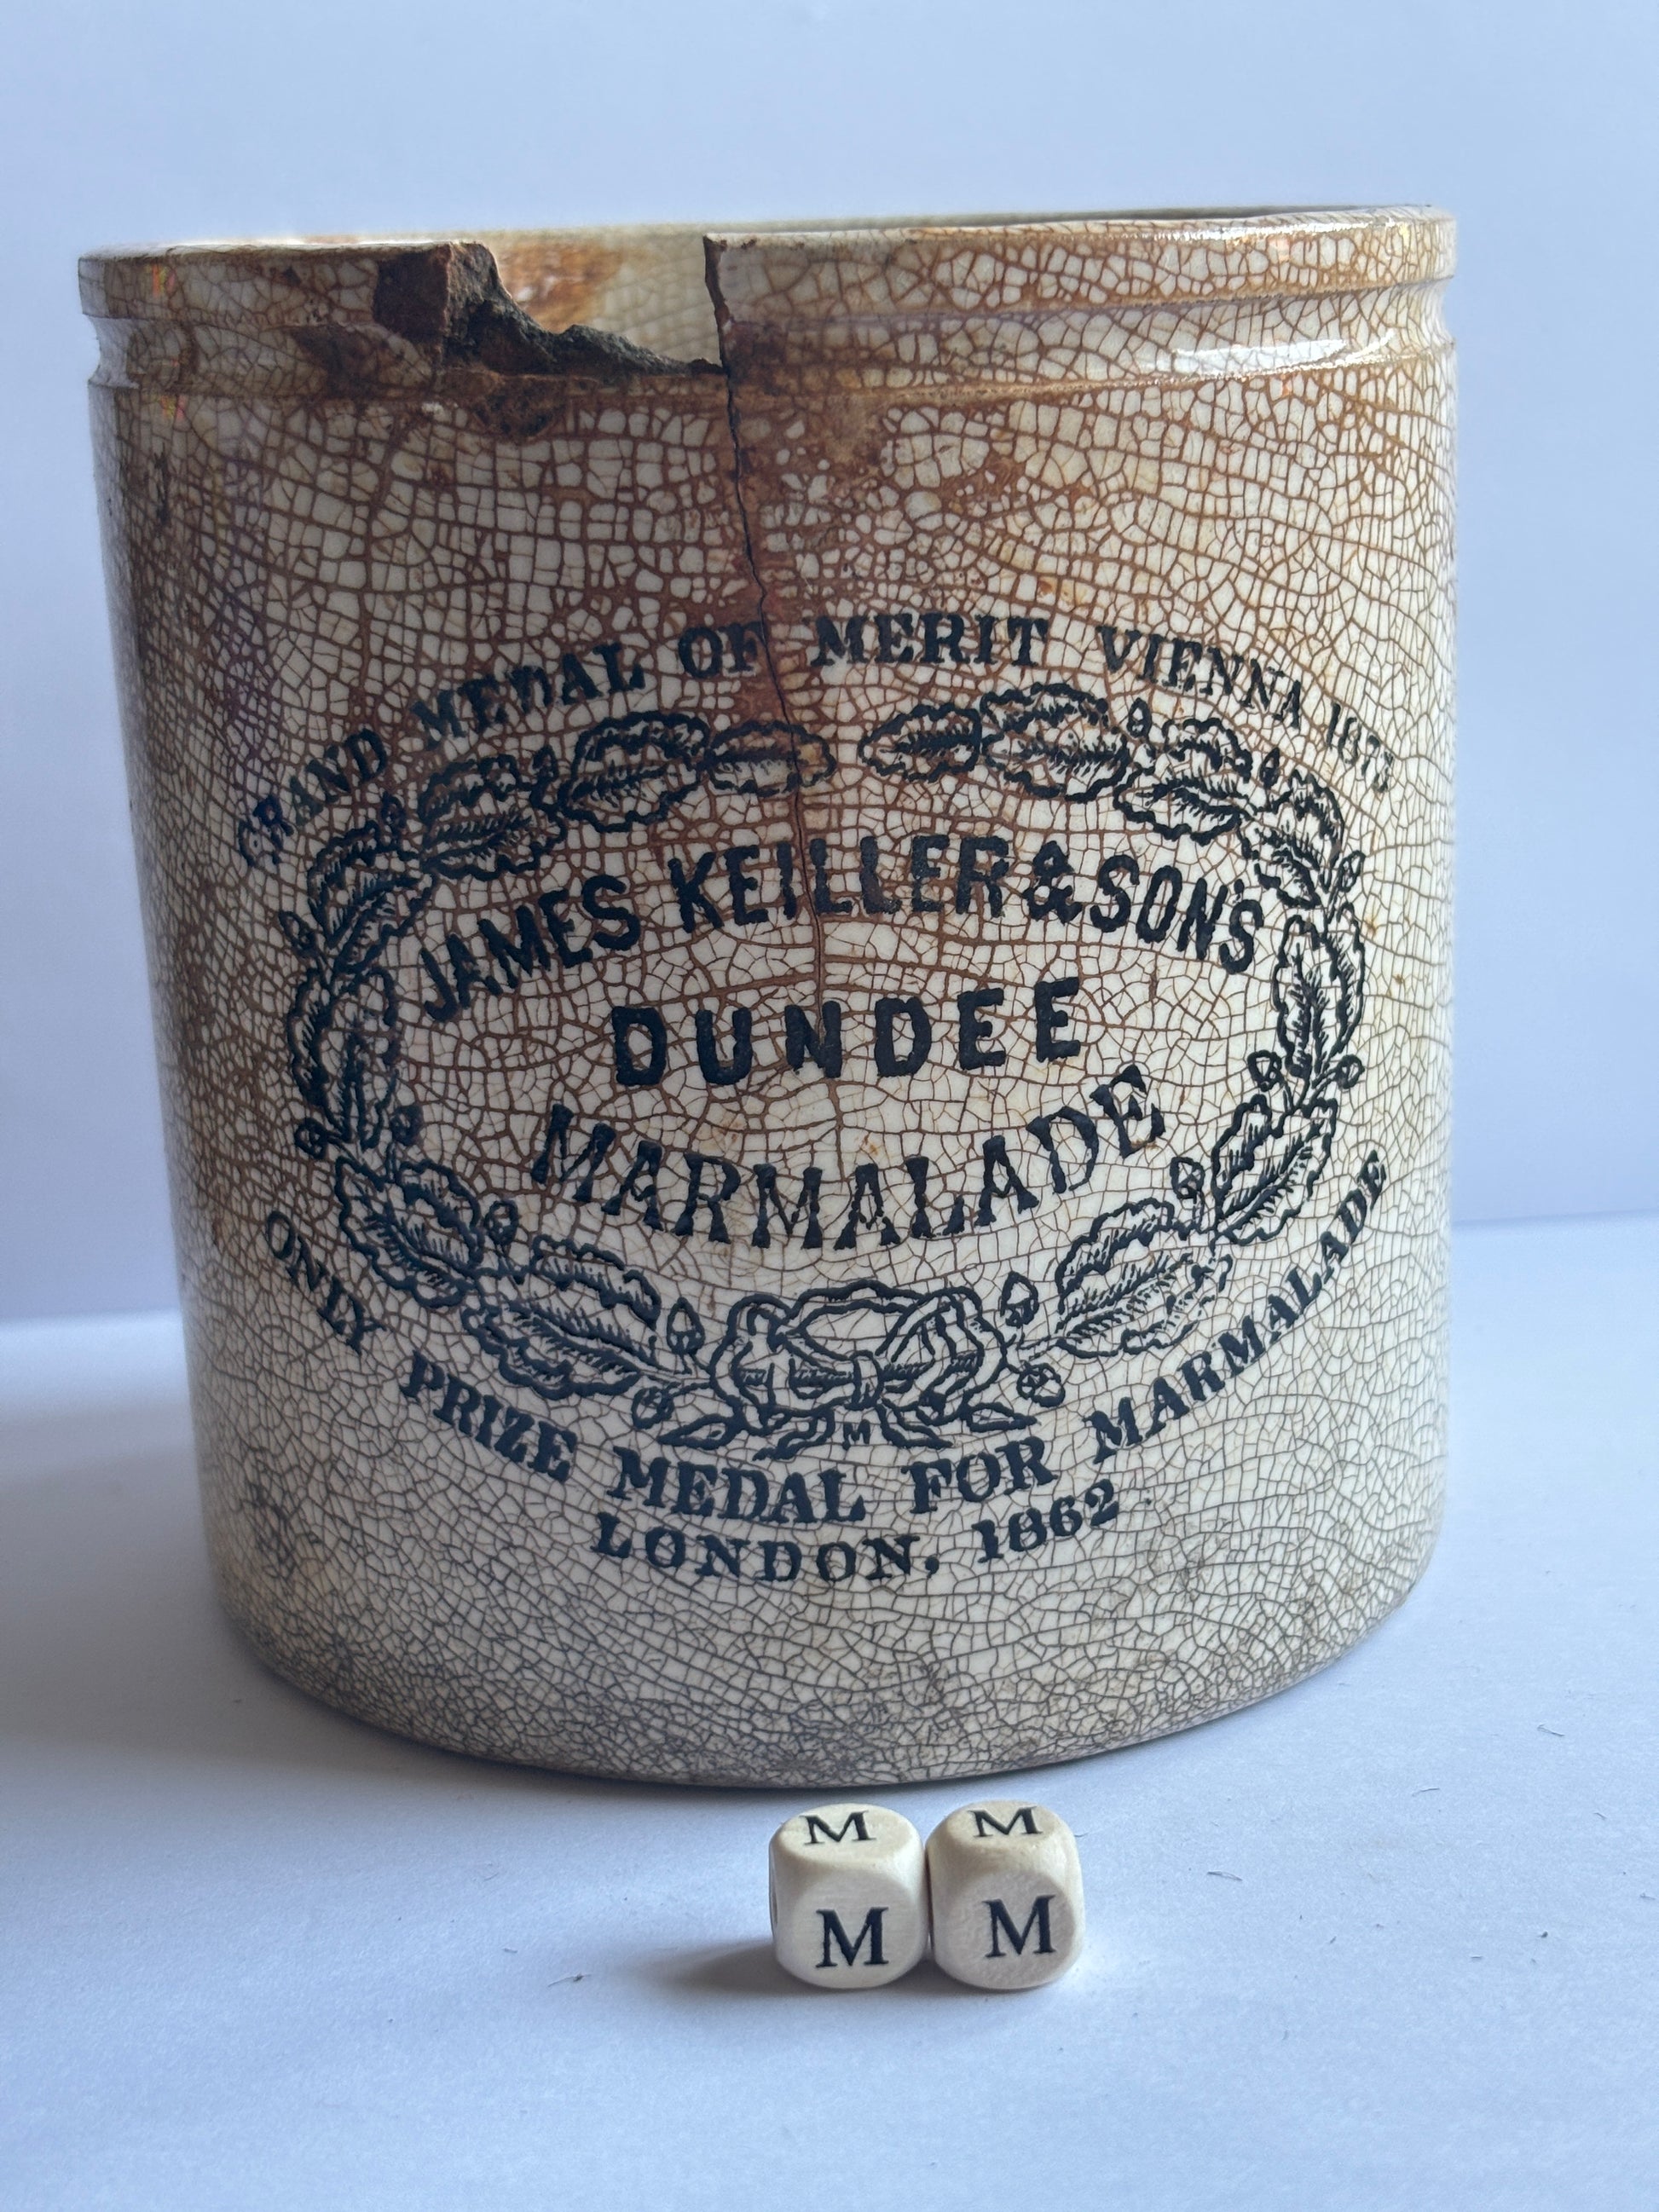 GRAND MEDAL OF MERIT VIENNA 1873
JAMES KEILLER & SON'S
DUNDEE
MARMALADE
M
ONLY PRIZE MEDAL FOR MARMALADE
LONDON, 1862
M M
M M